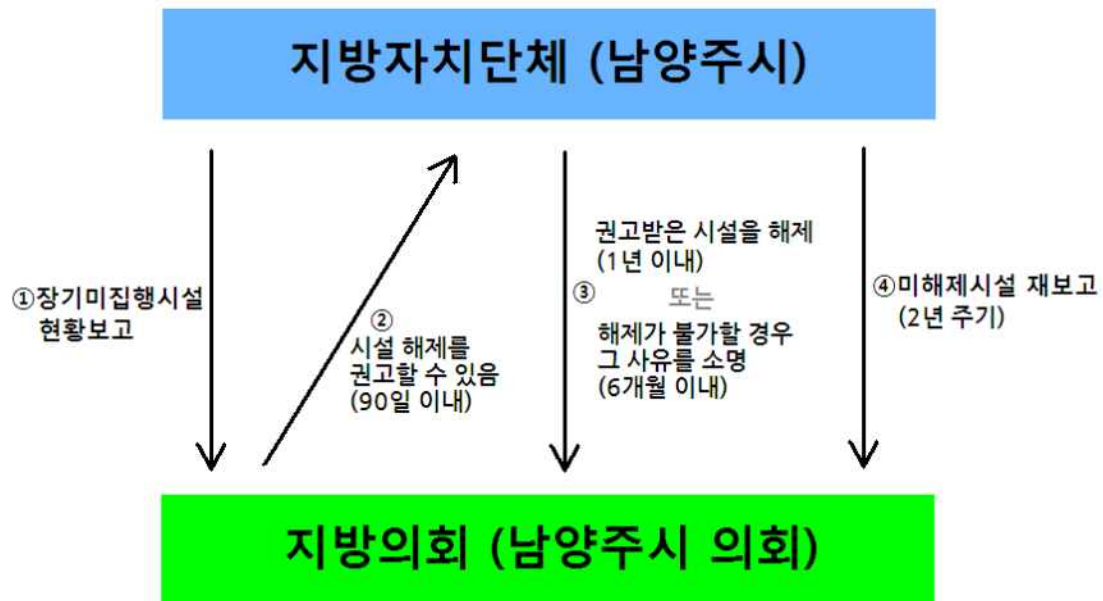 지방자치단체 (남양주시)
①장기미집행시설
현황보고
②
시설 해제를
권고할 수 있음
(90일 이내)
③
권고받은 시설을 해제
(1년 이내)
또는
해제가 불가할 경우
그 사유를 소명
(6개월 이내)
④미해제시설 재보고
(2년 주기)
지방의회 (남양주시 의회)